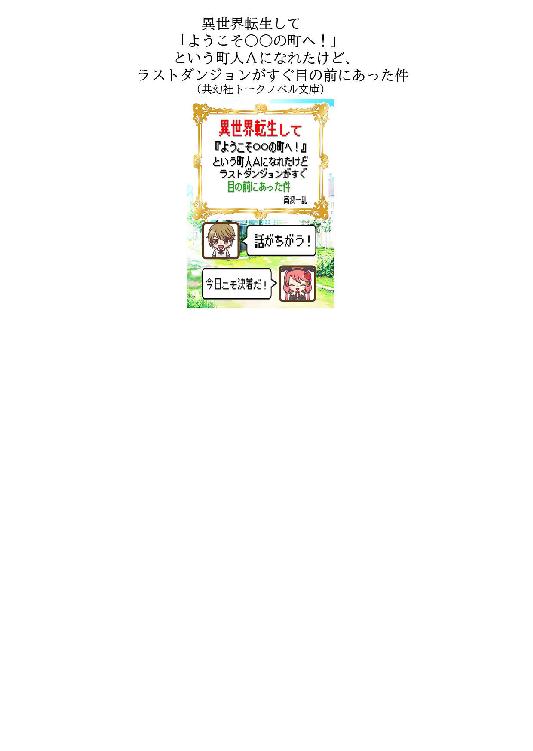 異世界転生して
「ようこそ〇〇の町へ！」
という町人Ａになれたけど、
ラストダンジョンがすぐ目の前にあった件
（共幻社トークノベル文庫）
異世界転生して
『ようこそ○○の町へ！』
という町人Aになれたけど
ラストダンジョンがすぐ
目の前にあった件
話がちがう！
今日こそ決着だ！